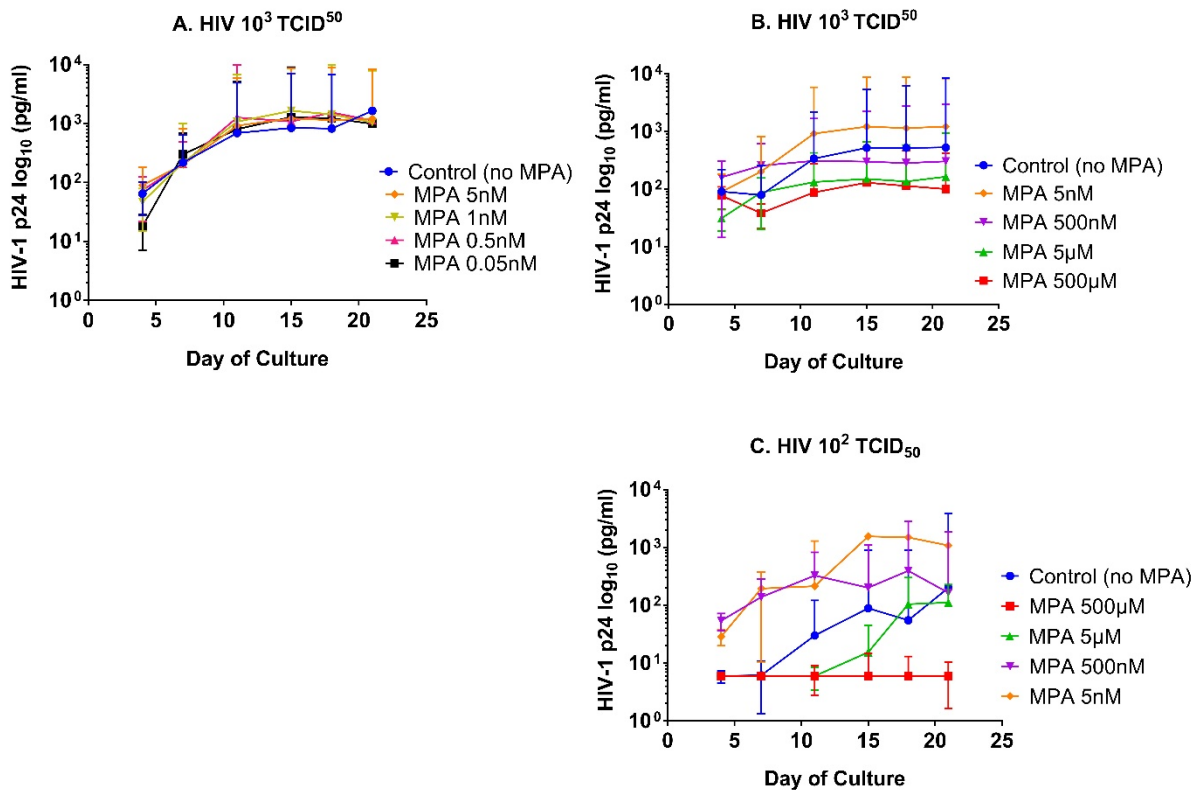 A. HIV 10³ TCID⁵⁰
HIV-1 p24 log₁₀ (pg/ml)
10⁴
10³
10²
10¹
10⁰
0 5 10 15 20 25
Day of Culture
Control (no MPA)
MPA 5nM
MPA 1nM
MPA 0.5nM
MPA 0.05nM
B. HIV 10³ TCID⁵⁰
HIV-1 p24 log₁₀ (pg/ml)
10⁴
10³
10²
10¹
10⁰
0 5 10 15 20 25
Day of Culture
Control (no MPA)
MPA 5nM
MPA 500nM
MPA 5µM
MPA 500µM
C. HIV 10² TCID₅₀
HIV-1 p24 log₁₀ (pg/ml)
10⁴
10³
10²
10¹
10⁰
0 5 10 15 20 25
Day of Culture
Control (no MPA)
MPA 500µM
MPA 5µM
MPA 500nM
MPA 5nM